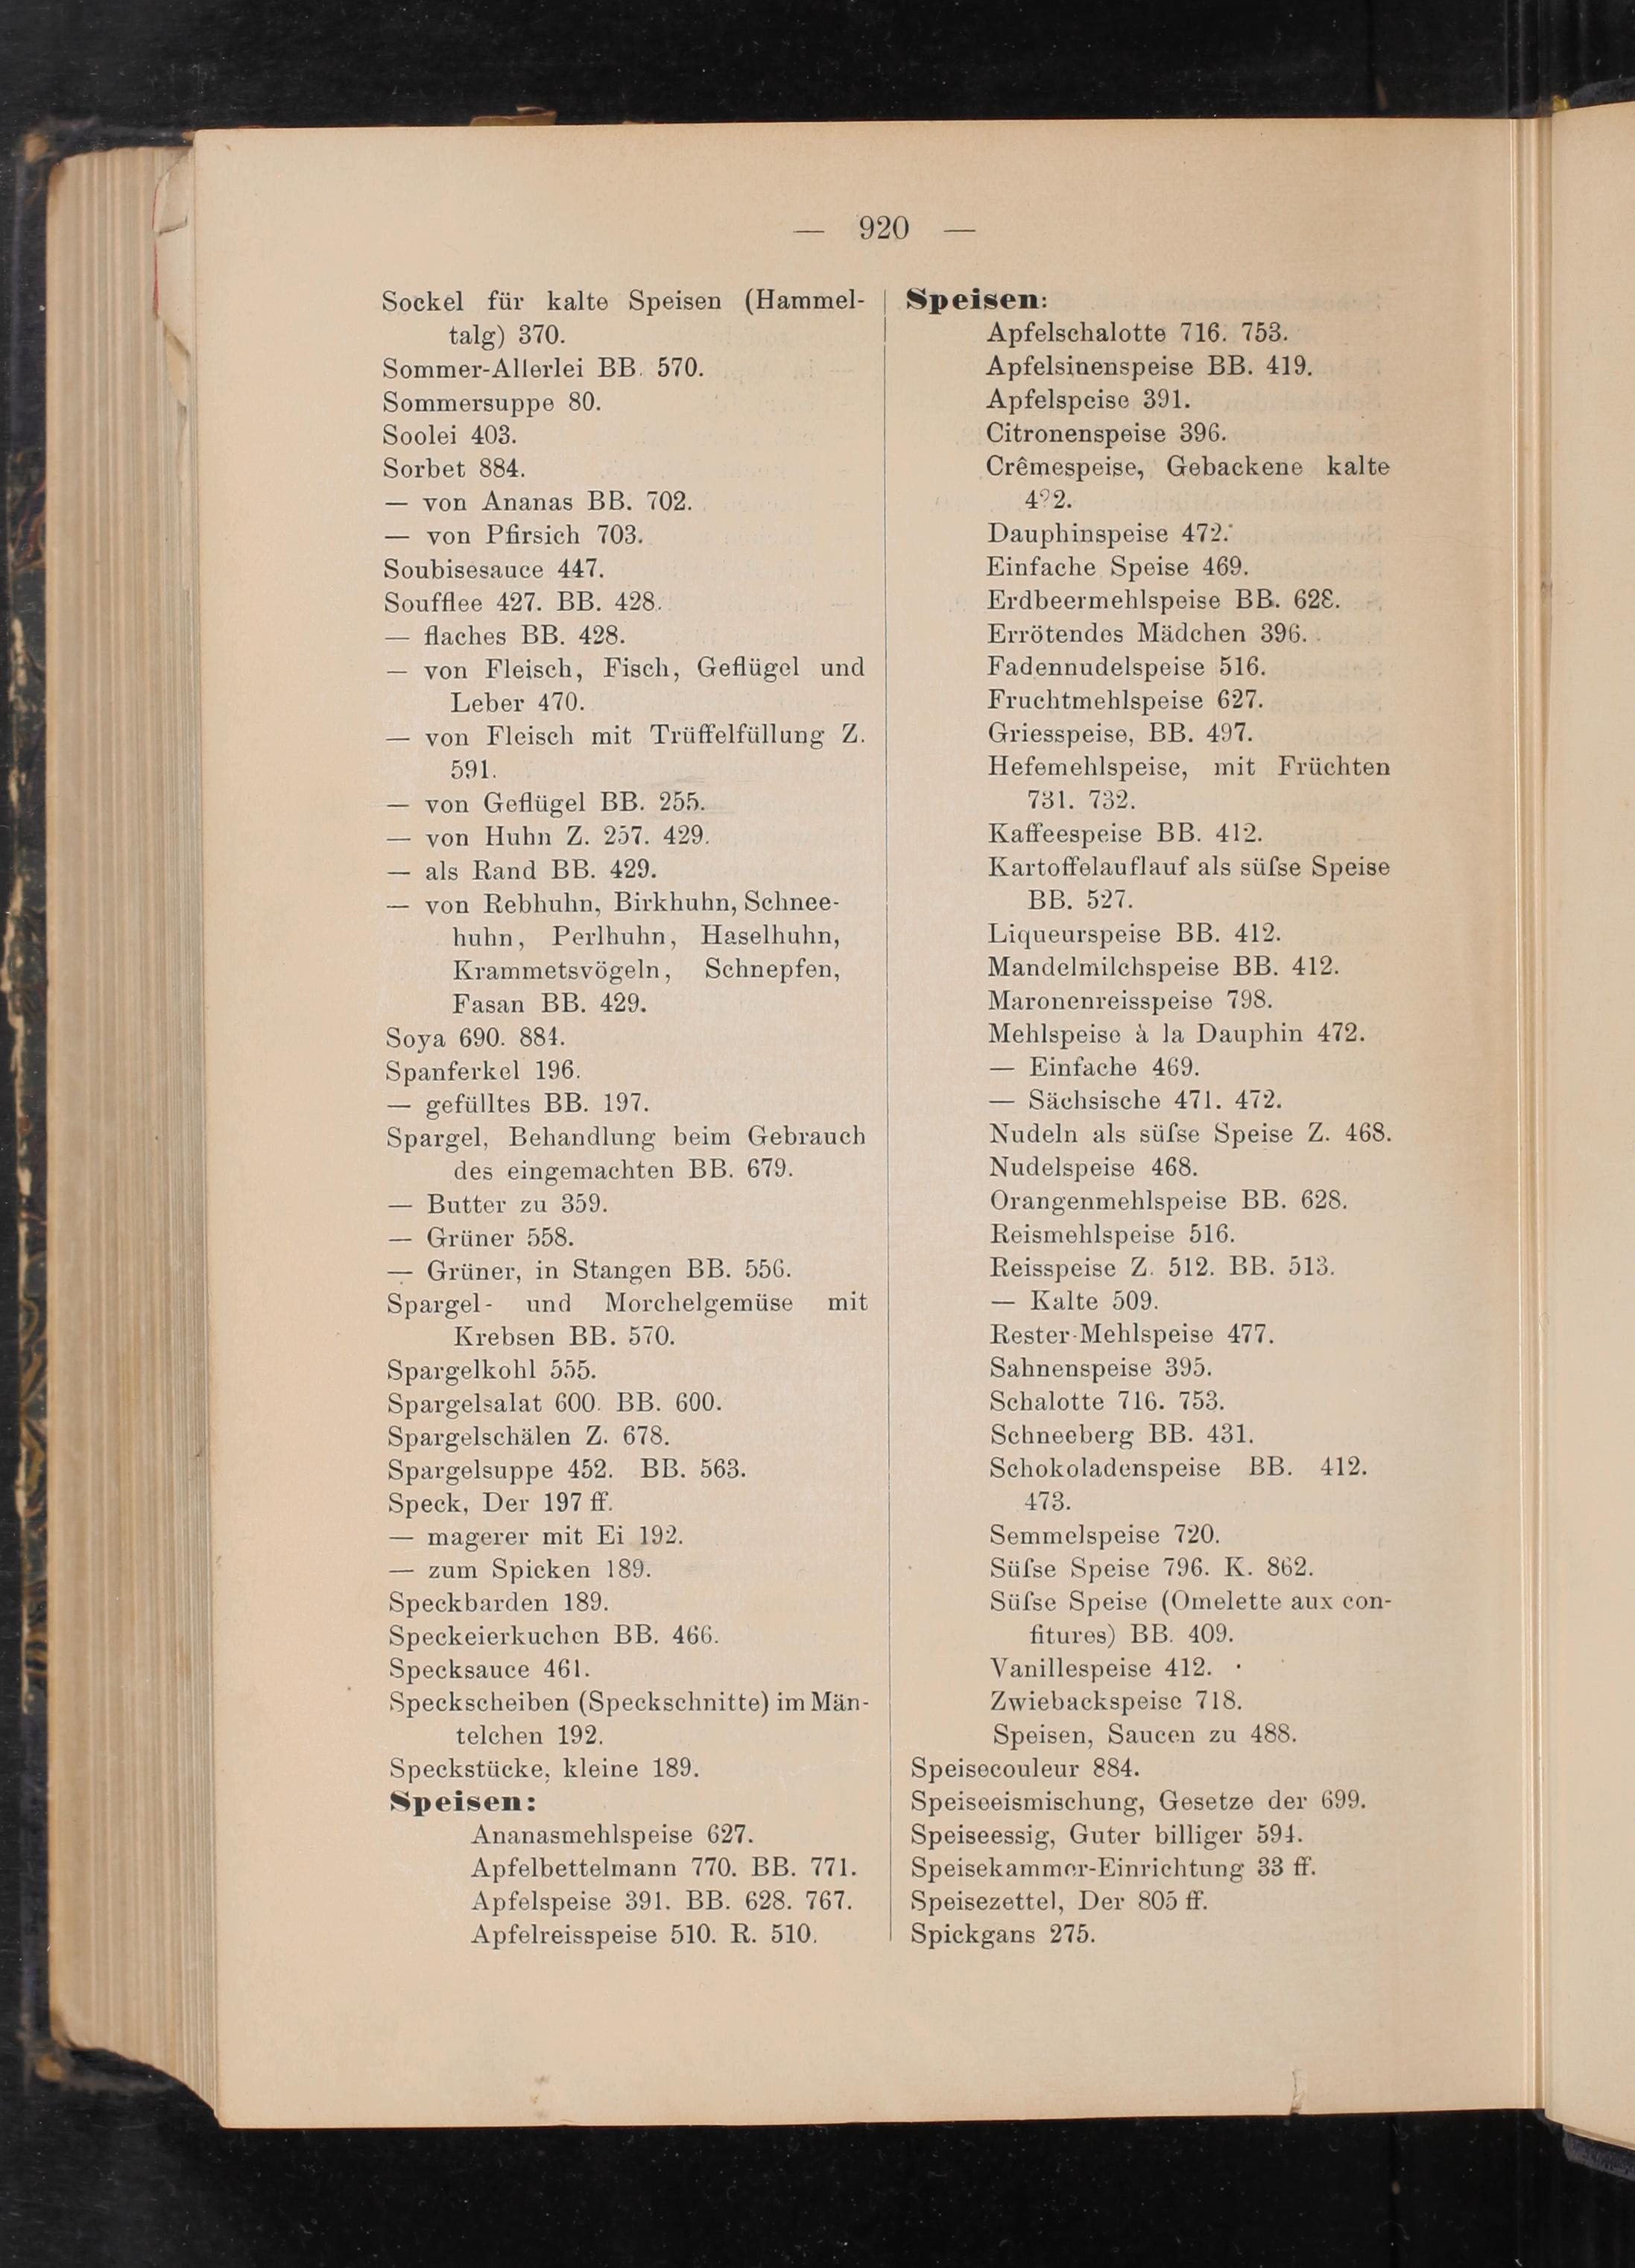 — 920 —
Sockel für kalte Speisen (Hammel-
talg) 370.
Sommer-Allerlei BB. 570.
Sommersuppe 80.
Soolei 403.
Sorbet 884.
— von Ananas BB. 702.
— von Pfirsich 703.
Soubisesauce 447.
Soufflee 427. BB. 428.
— flaches BB. 428.
— von Fleisch, Fisch, Geflügel und
Leber 470.
— von Fleisch mit Trüffelfüllung Z.
591.
— von Geflügel BB. 255.
— von Huhn Z. 257. 429.
— als Rand BB. 429.
— von Rebhuhn, Birkhuhn, Schnee-
huhn, Perlhuhn, Haselhuhn,
Krammetsvögeln, Schnepfen,
Fasan BB. 429.
Soya 690. 884.
Spanferkel 196.
— gefülltes BB. 197.
Spargel, Behandlung beim Gebrauch
des eingemachten BB. 679.
— Butter zu 359.
— Grüner 558.
— Grüner, in Stangen BB. 556.
Spargel- und Morchelgemüse mit
Krebsen BB. 570.
Spargelkohl 555.
Spargelsalat 600. BB. 600.
Spargelschälen Z. 678.
Spargelsuppe 452. BB. 563.
Speck, Der 197 ff.
— magerer mit Ei 192.
— zum Spicken 189.
Speckbarden 189.
Speckeierkuchen BB. 466.
Specksauce 461.
Speckscheiben (Speckschnitte) im Män-
telchen 192.
Speckstücke, kleine 189.
Speisen:
Ananasmehlspeise 627.
Apfelbettelmann 770. BB. 771.
Apfelspeise 391. BB. 628. 767.
Apfelreisspeise 510. R. 510.
Speisen:
Apfelschalotte 716. 753.
Apfelsinenspeise BB. 419.
Apfelspeise 391.
Citronenspeise 396.
Crêmespeise, Gebackene kalte
Dauphinspeise 472.
Einfache Speise 469.
Erdbeermehlspeise BB. 628.
Errötendes Mädchen 396.
Fadennudelspeise 516.
Fruchtmehlspeise 627.
Griesspeise, BB. 497.
Hefemehlspeise, mit Früchten
731. 732.
Kaffeespeise BB. 412.
Kartoffelauflauf als süſse Speise
BB. 527.
Liqueurspeise BB. 412.
Mandelmilchspeise BB. 412.
Maronenreisspeise 798.
Mehlspeise à la Dauphin 472.
— Einfache 469.
— Sächsische 471. 472.
Nudeln als süſse Speise Z. 468.
Nudelspeise 468.
Orangenmehlspeise BB. 628.
Reismehlspeise 516.
Reisspeise Z. 512. BB. 513.
— Kalte 509.
Rester-Mehlspeise 477.
Sahnenspeise 395.
Schalotte 716. 753.
Schneeberg BB. 431.
Schokoladenspeise BB. 412.
473.
Semmelspeise 720.
Süſse Speise 796. K. 862.
Süſse Speise (Omelette aux con-
fitures) BB. 409.
Vanillespeise 412.
Zwiebackspeise 718.
Speisen, Saucen zu 488.
Speisecouleur 884.
Speiseeismischung, Gesetze der 699.
Speiseessig, Guter billiger 594.
Speisekammer-Einrichtung 33 ff.
Speisezettel, Der 805 ff.
Spickgans 275.